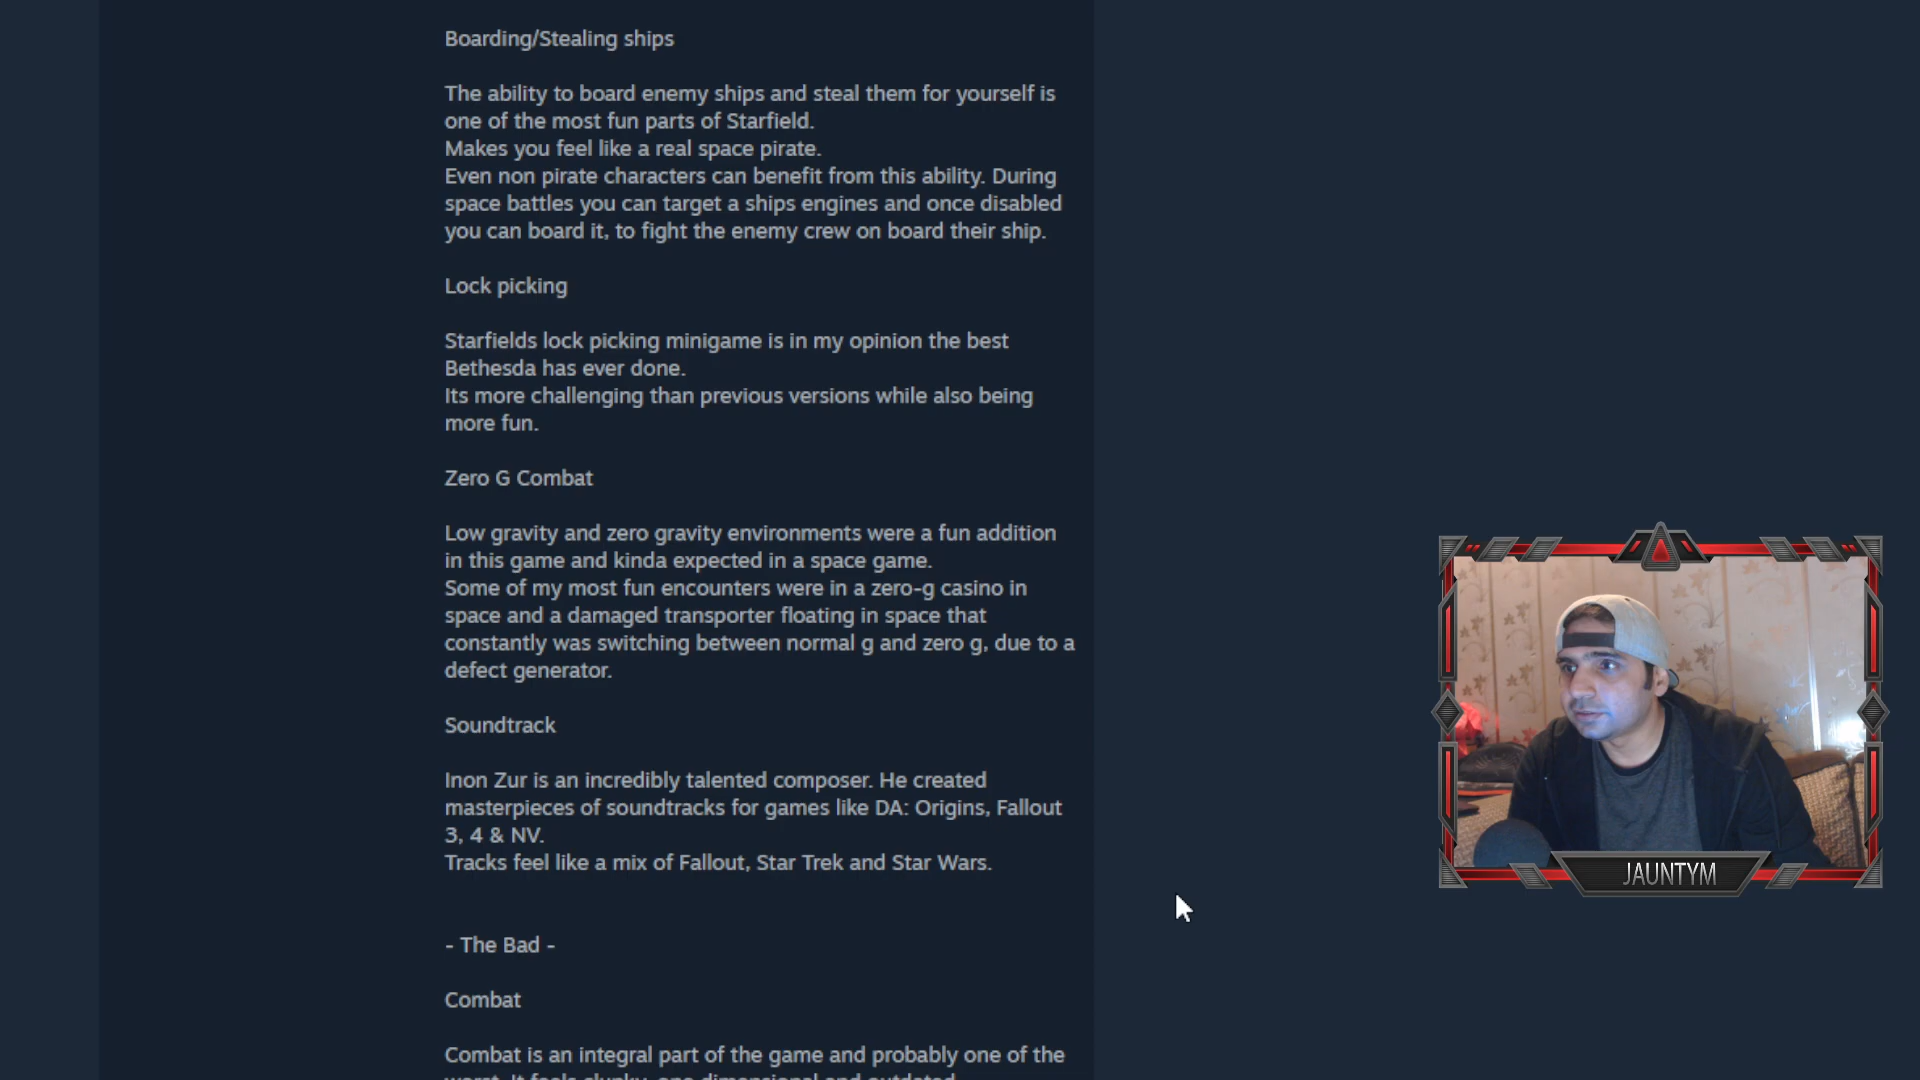 Boarding/Stealing ships
The ability to board enemy ships and steal them for yourself is
one of the most fun parts of Starfield.
Makes you feel like a real space pirate.
Even non pirate characters can benefit from this ability. During
space battles you can target a ships engines and once disabled
you can board it, to fight the enemy crew on board their ship.
Lock picking
Starfields lock picking minigame is in my opinion the best
Bethesda has ever done.
Its more challenging than previous versions while also being
more fun.
Zero G Combat
Low gravity and zero gravity environments were a fun addition
in this game and kinda expected in a space game.
Some of my most fun encounters were in a zero-g casino in
space and a damaged transporter floating in space that
constantly was switching between normal g and zero g, due to a
defect generator.
Soundtrack
Inon Zur is an incredibly talented composer. He created
masterpieces of soundtracks for games like DA: Origins, Fallout
3, 4 & NV.
Tracks feel like a mix of Fallout, Star Trek and Star Wars.
- The Bad -
Combat
Combat is an integral part of the game and probably one of the
worst. It feels clunky, one dimensional and outdated.
JAUNTYM